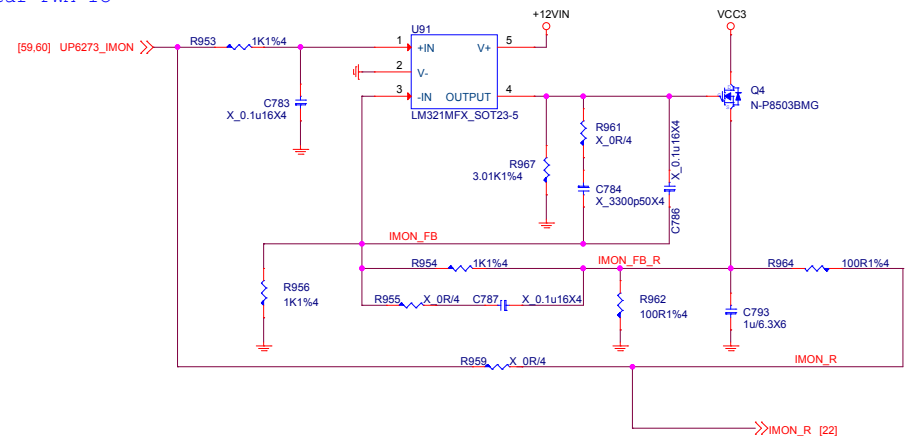 +12VIN
VCC3
U91
[59,60] UP6273_IMON
R953
1K1%4
1
+IN
V+
5
2
V-
3
-IN
OUTPUT
4
LM321MFX_SOT23-5
C783
X_0.1u16X4
Q4
N-P8503BMG
R961
X_0R/4
X_0.1u16X4
R967
3.01K1%4
C784
X_3300p50X4
C786
IMON_FB
R954
1K1%4
IMON_FB_R
R964
100R1%4
R956
1K1%4
R955
X_0R/4
C787
X_0.1u16X4
R962
100R1%4
C793
1u/6.3X6
R959
X_0R/4
IMON_R
IMON_R [22]